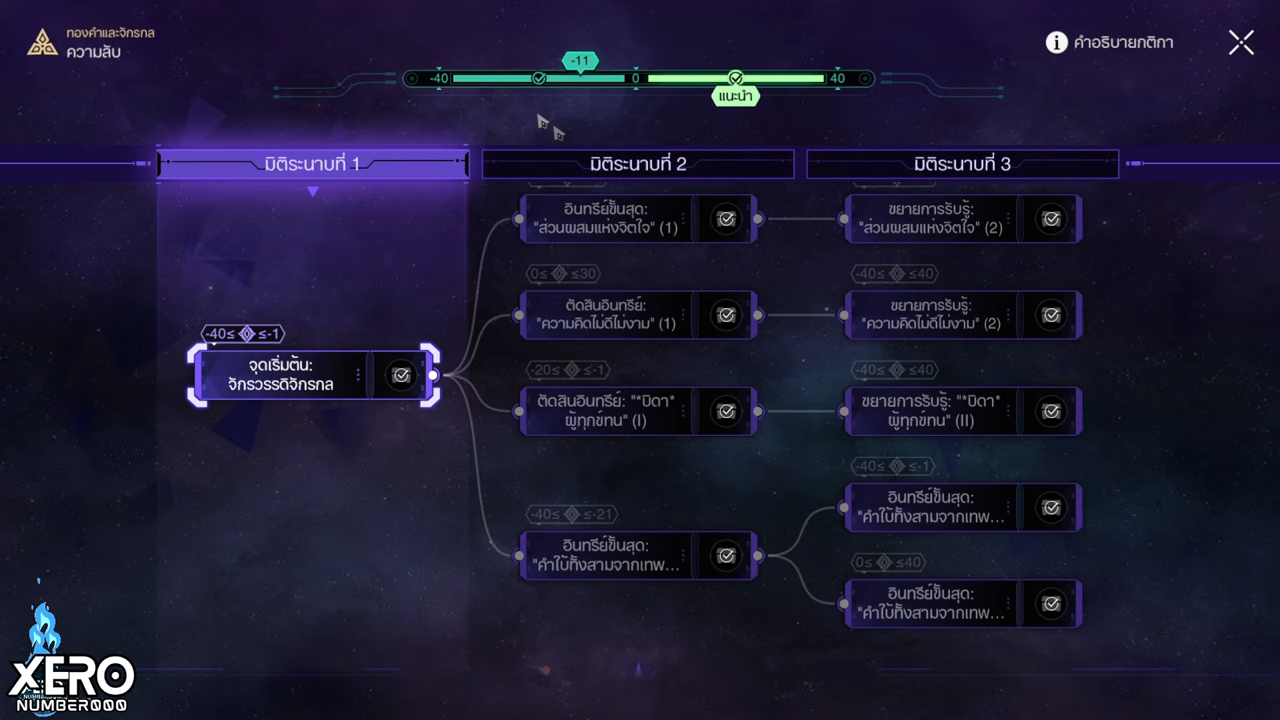 ทองคำและจักรกล
ความลับ
คำอธิบายกติกา
-11
-40
0
40
แนะนำ
มิติระนาบที่ 1
มิติระนาบที่ 2
มิติระนาบที่ 3
-40≤ ≤-1
จุดเริ่มต้น:
จักรวรรดิจักรกล
อินทรีย์ขั้นสุด:
"ส่วนผสมแห่งจิตใจ" (1)
0≤ ≤30
ตัดสินอินทรีย์:
"ความคิดไม่ดีไม่งาม" (1)
-20≤ ≤-1
ตัดสินอินทรีย์: "*บิดา*
ผู้ทุกข์ทน" (I)
-40≤ ≤-21
อินทรีย์ขั้นสุด:
"คำใบ้ทั้งสามจากเทพ...
ขยายการรับรู้:
"ส่วนผสมแห่งจิตใจ" (2)
-40≤ ≤40
ขยายการรับรู้:
"ความคิดไม่ดีไม่งาม" (2)
-40≤ ≤40
ขยายการรับรู้: "*บิดา*
ผู้ทุกข์ทน" (II)
-40≤ ≤-1
อินทรีย์ขั้นสุด:
"คำใบ้ทั้งสามจากเทพ...
0≤ ≤40
อินทรีย์ขั้นสุด:
"คำใบ้ทั้งสามจากเทพ...
XERO
NUMBER000